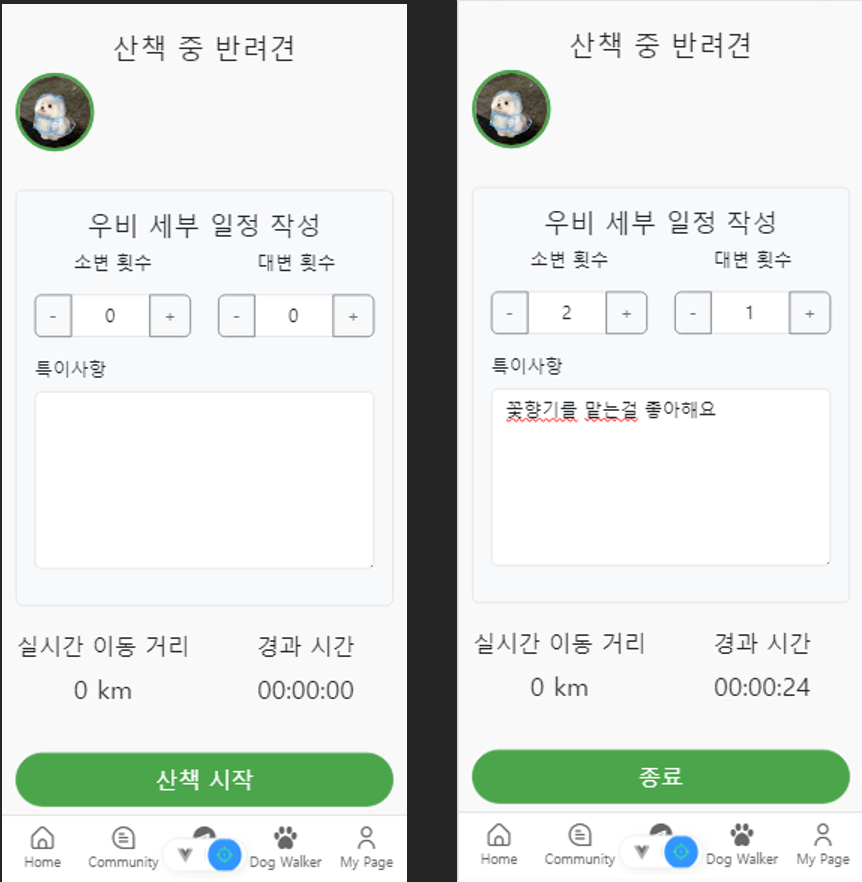 산책 중 반려견
우비 세부 일정 작성
소변 횟수 대변 횟수
- 0 + - 0 +
특이사항
실시간 이동 거리 경과 시간
0 km 00:00:00
산책 시작
Home Community Dog Walker My Page
산책 중 반려견
우비 세부 일정 작성
소변 횟수 대변 횟수
- 2 + - 1 +
특이사항
꽃향기를 맡는걸 좋아해요
실시간 이동 거리 경과 시간
0 km 00:00:24
종료
Home Community Dog Walker My Page